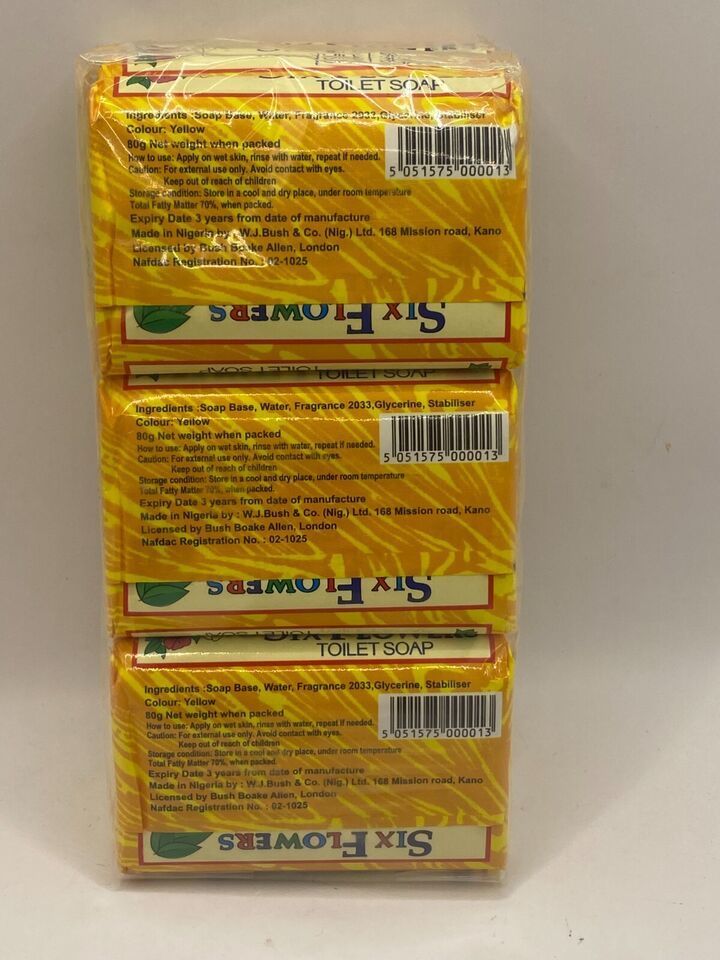 TOILET SOAP
Ingredients :Soap Base, Water, Fragrance 2033,Glycerine, Stabiliser
Colour: Yellow
80g Net weight when packed
How to use: Apply on wet skin, rinse with water, repeat if needed.
Caution: For external use only. Avoid contact with eyes.
Keep out of reach of children
Storage condition: Store in a cool and dry place, under room temperature
Total Fatty Matter 70%, when packed.
Expiry Date 3 years from date of manufacture
Made in Nigeria by : W.J.Bush & Co. (Nig.) Ltd. 168 Mission road, Kano
Licensed by Bush Boake Allen, London
Nafdac Registration No. : 02-1025
5 051575 000013
SIX FLOWERS
TOILET SOAP
Ingredients :Soap Base, Water, Fragrance 2033,Glycerine, Stabiliser
Colour: Yellow
80g Net weight when packed
How to use: Apply on wet skin, rinse with water, repeat if needed.
Caution: For external use only. Avoid contact with eyes.
Keep out of reach of children
Storage condition: Store in a cool and dry place, under room temperature
Total Fatty Matter 70%, when packed.
Expiry Date 3 years from date of manufacture
Made in Nigeria by : W.J.Bush & Co. (Nig.) Ltd. 168 Mission road, Kano
Licensed by Bush Boake Allen, London
Nafdac Registration No. : 02-1025
5 051575 000013
SIX FLOWERS
TOILET SOAP
Ingredients :Soap Base, Water, Fragrance 2033,Glycerine, Stabiliser
Colour: Yellow
80g Net weight when packed
How to use: Apply on wet skin, rinse with water, repeat if needed.
Caution: For external use only. Avoid contact with eyes.
Keep out of reach of children
Storage condition: Store in a cool and dry place, under room temperature
Total Fatty Matter 70%, when packed.
Expiry Date 3 years from date of manufacture
Made in Nigeria by : W.J.Bush & Co. (Nig.) Ltd. 168 Mission road, Kano
Licensed by Bush Boake Allen, London
Nafdac Registration No. : 02-1025
5 051575 000013
SIX FLOWERS